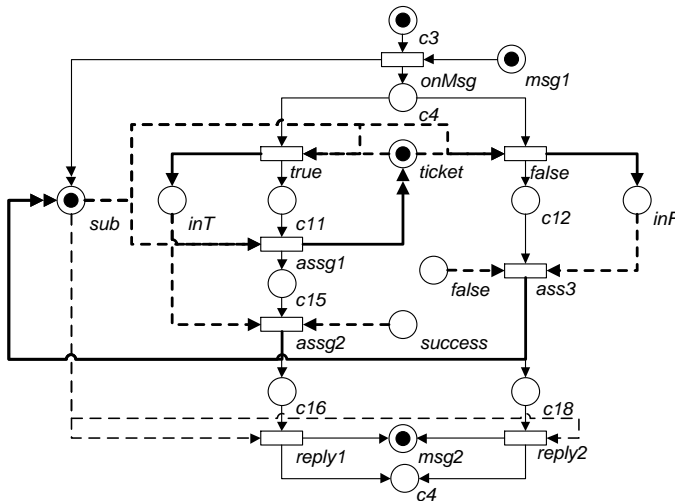 c3
onMsg
msg1
c4
true
ticket
false
sub
inT
c11
c12
inF
assg1
false
ass3
c15
assg2
success
c16
c18
reply1
msg2
reply2
c4